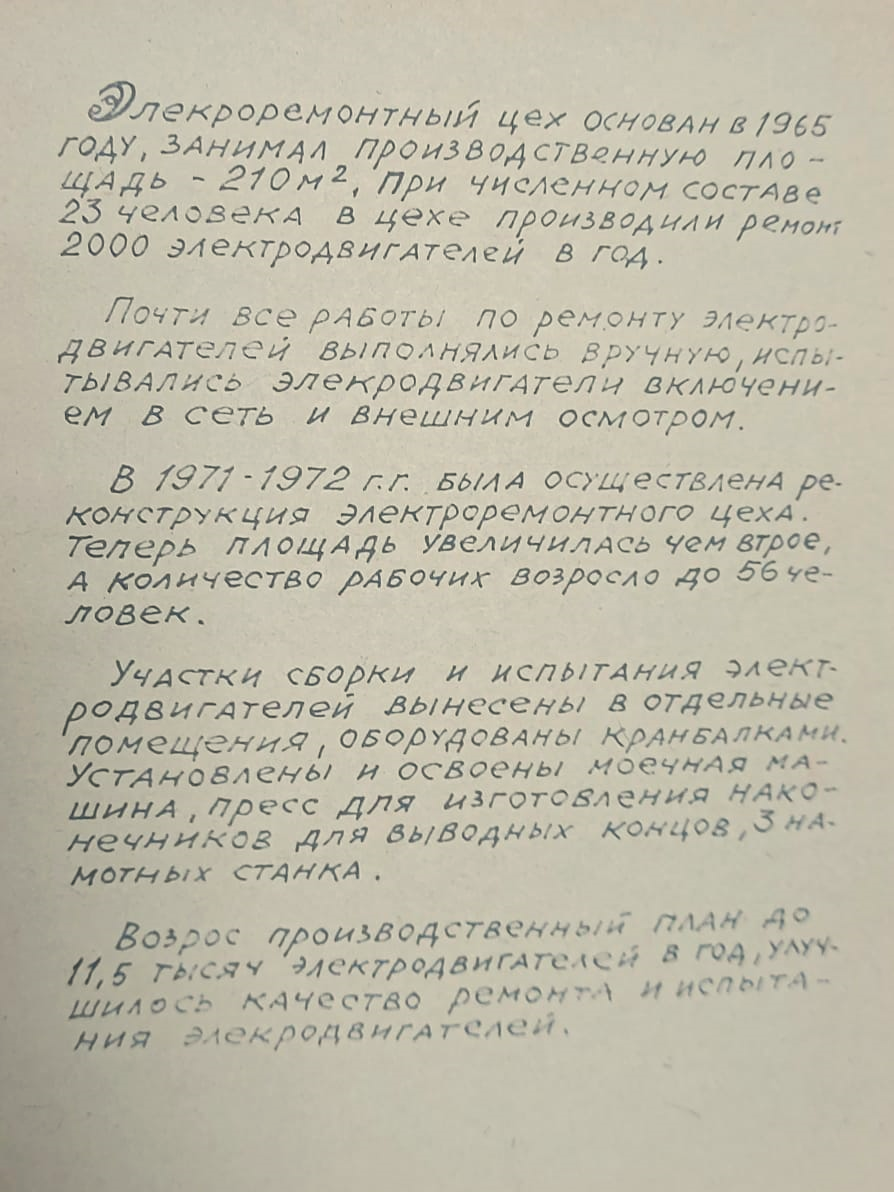 Элекроремонтный цех основан в 1965
году, занимал производственную пло-
щадь - 210 м², при численном составе
23 человека в цехе производили ремонт
2000 электродвигателей в год.
Почти все работы по ремонту электро-
двигателей выполнялись вручную, испы-
тывались элекродвигатели включени-
ем в сеть и внешним осмотром.
В 1971-1972 г.г. была осуществлена ре-
конструкция электроремонтного цеха.
Теперь площадь увеличилась чем втрое,
а количество рабочих возросло до 56 че-
ловек.
Участки сборки и испытания элект-
родвигателей вынесены в отдельные
помещения, оборудованы кранбалками.
Установлены и освоены моечная ма-
шина, пресс для изготовления нако-
нечников для выводных концов, 3 на-
мотных станка.
Возрос производственный план до
11,5 тысяч электродвигателей в год, улуч-
шилось качество ремонта и испыта-
ния элекродвигателей.